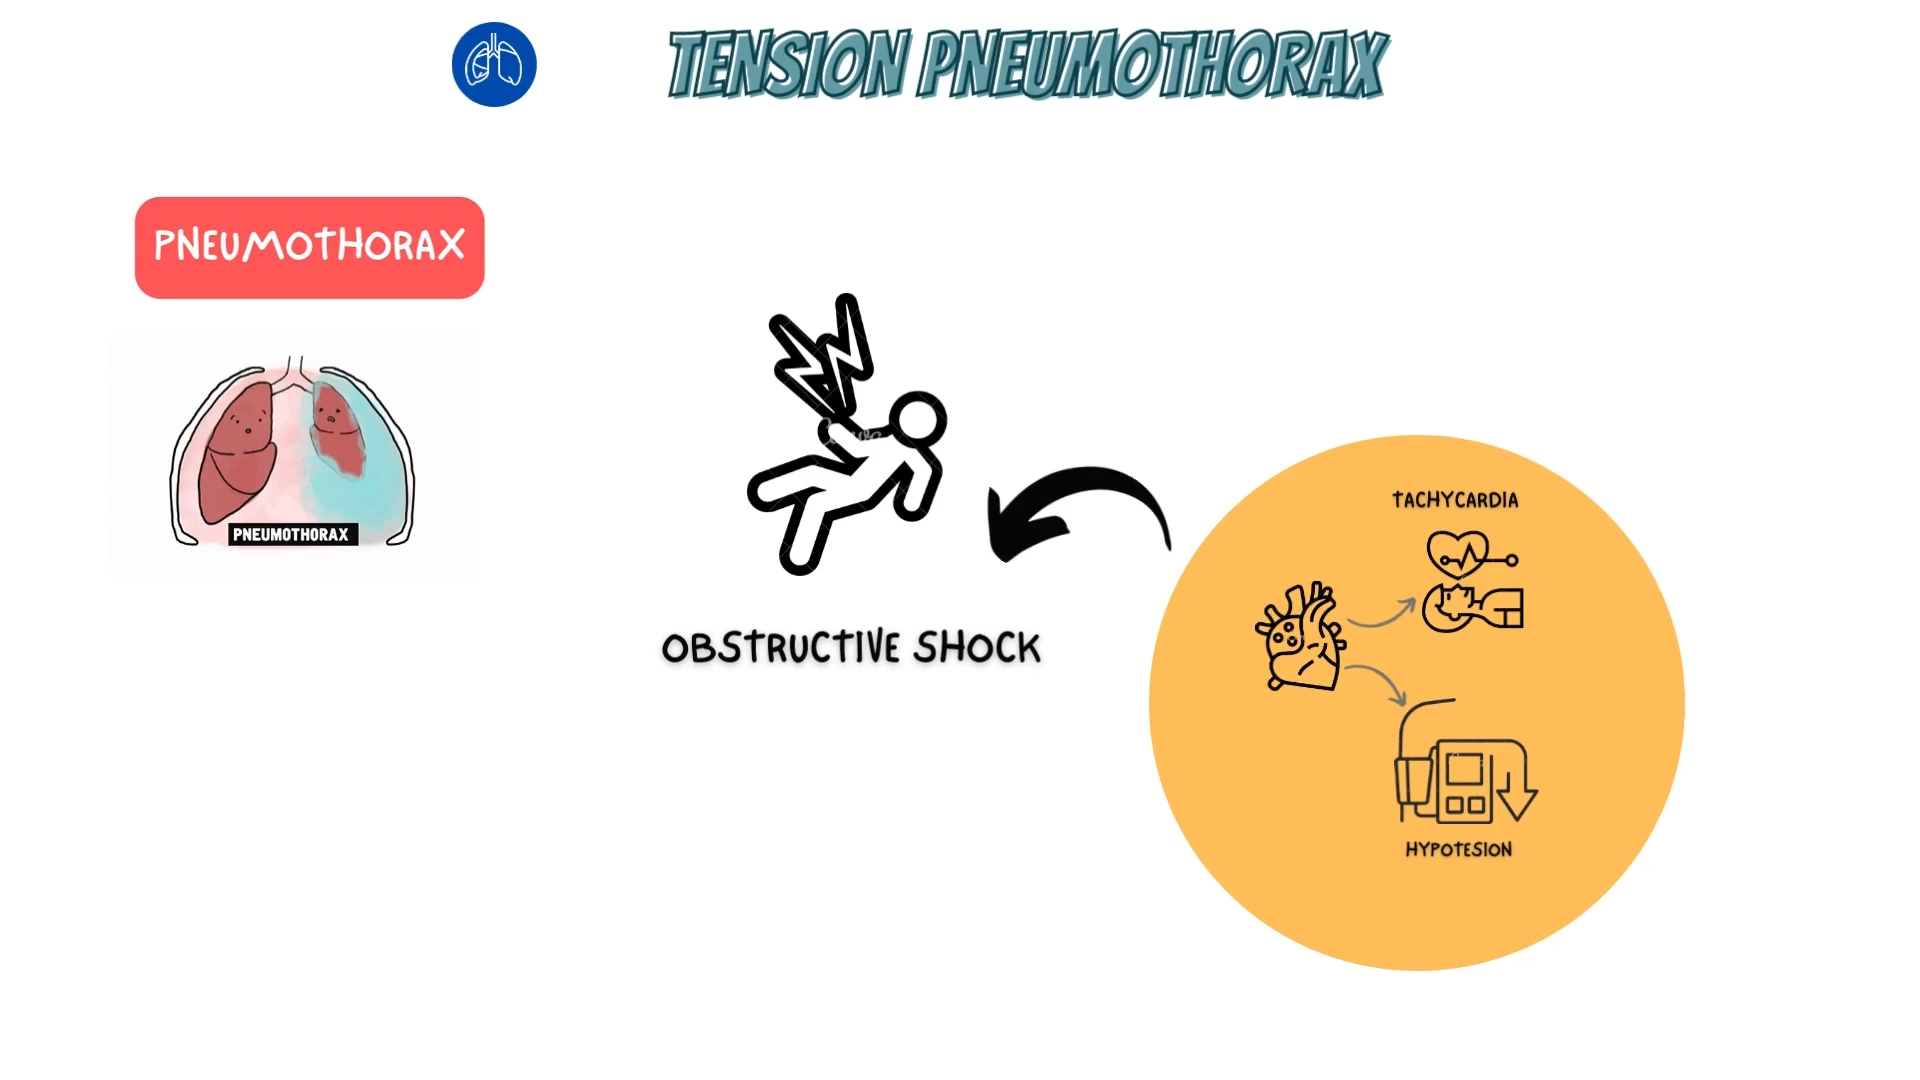 TENSION PNEUMOTHORAX
PNEUMOTHORAX
PNEUMOTHORAX
OBSTRUCTIVE SHOCK
TACHYCARDIA
HYPOTESION